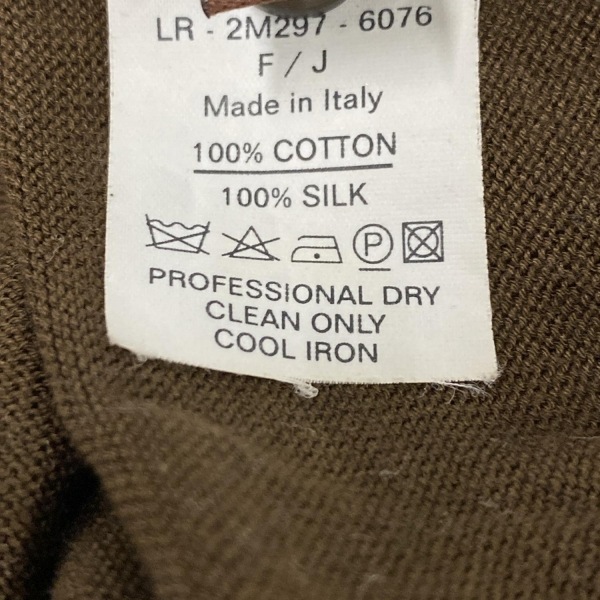 LR - 2M297 - 6076
F / J
Made in Italy
100% COTTON
100% SILK
P
PROFESSIONAL DRY
CLEAN ONLY
COOL IRON